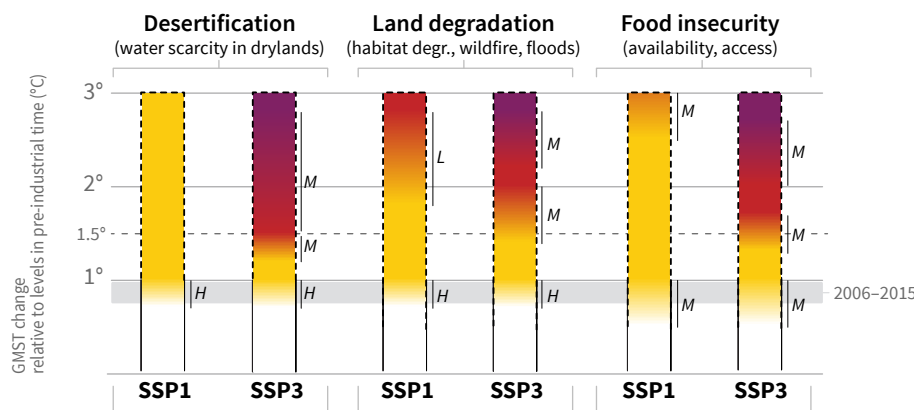 Desertification
(water scarcity in drylands)
Land degradation
(habitat degr., wildfire, floods)
Food insecurity
(availability, access)
GMST change
relative to levels in pre-industrial time (°C)
3°
2°
1.5°
1°
M
M
H
H
L
H
M
M
H
M
M
M
M
M
2006–2015
SSP1
SSP3
SSP1
SSP3
SSP1
SSP3